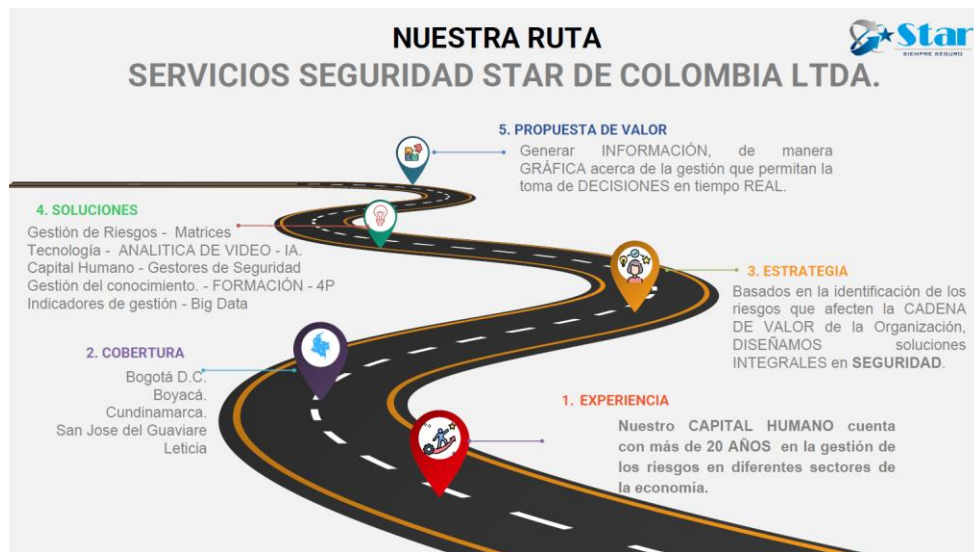 NUESTRA RUTA
SERVICIOS SEGURIDAD STAR DE COLOMBIA LTDA.
Star
SIEMPRE SEGURO
5. PROPUESTA DE VALOR
Generar INFORMACIÓN, de manera
GRÁFICA acerca de la gestión que permitan la
toma de DECISIONES en tiempo REAL.
4. SOLUCIONES
Gestión de Riesgos - Matrices
Tecnología - ANALITICA DE VIDEO - IA.
Capital Humano - Gestores de Seguridad
Gestión del conocimiento. - FORMACIÓN - 4P
Indicadores de gestión - Big Data
3. ESTRATEGIA
Basados en la identificación de los
riesgos que afecten la CADENA
DE VALOR de la Organización,
DISEÑAMOS soluciones
INTEGRALES en SEGURIDAD.
2. COBERTURA
Bogotá D.C.
Boyacá.
Cundinamarca.
San Jose del Guaviare
Leticia
1. EXPERIENCIA
Nuestro CAPITAL HUMANO cuenta
con más de 20 AÑOS en la gestión de
los riesgos en diferentes sectores de
la economía.